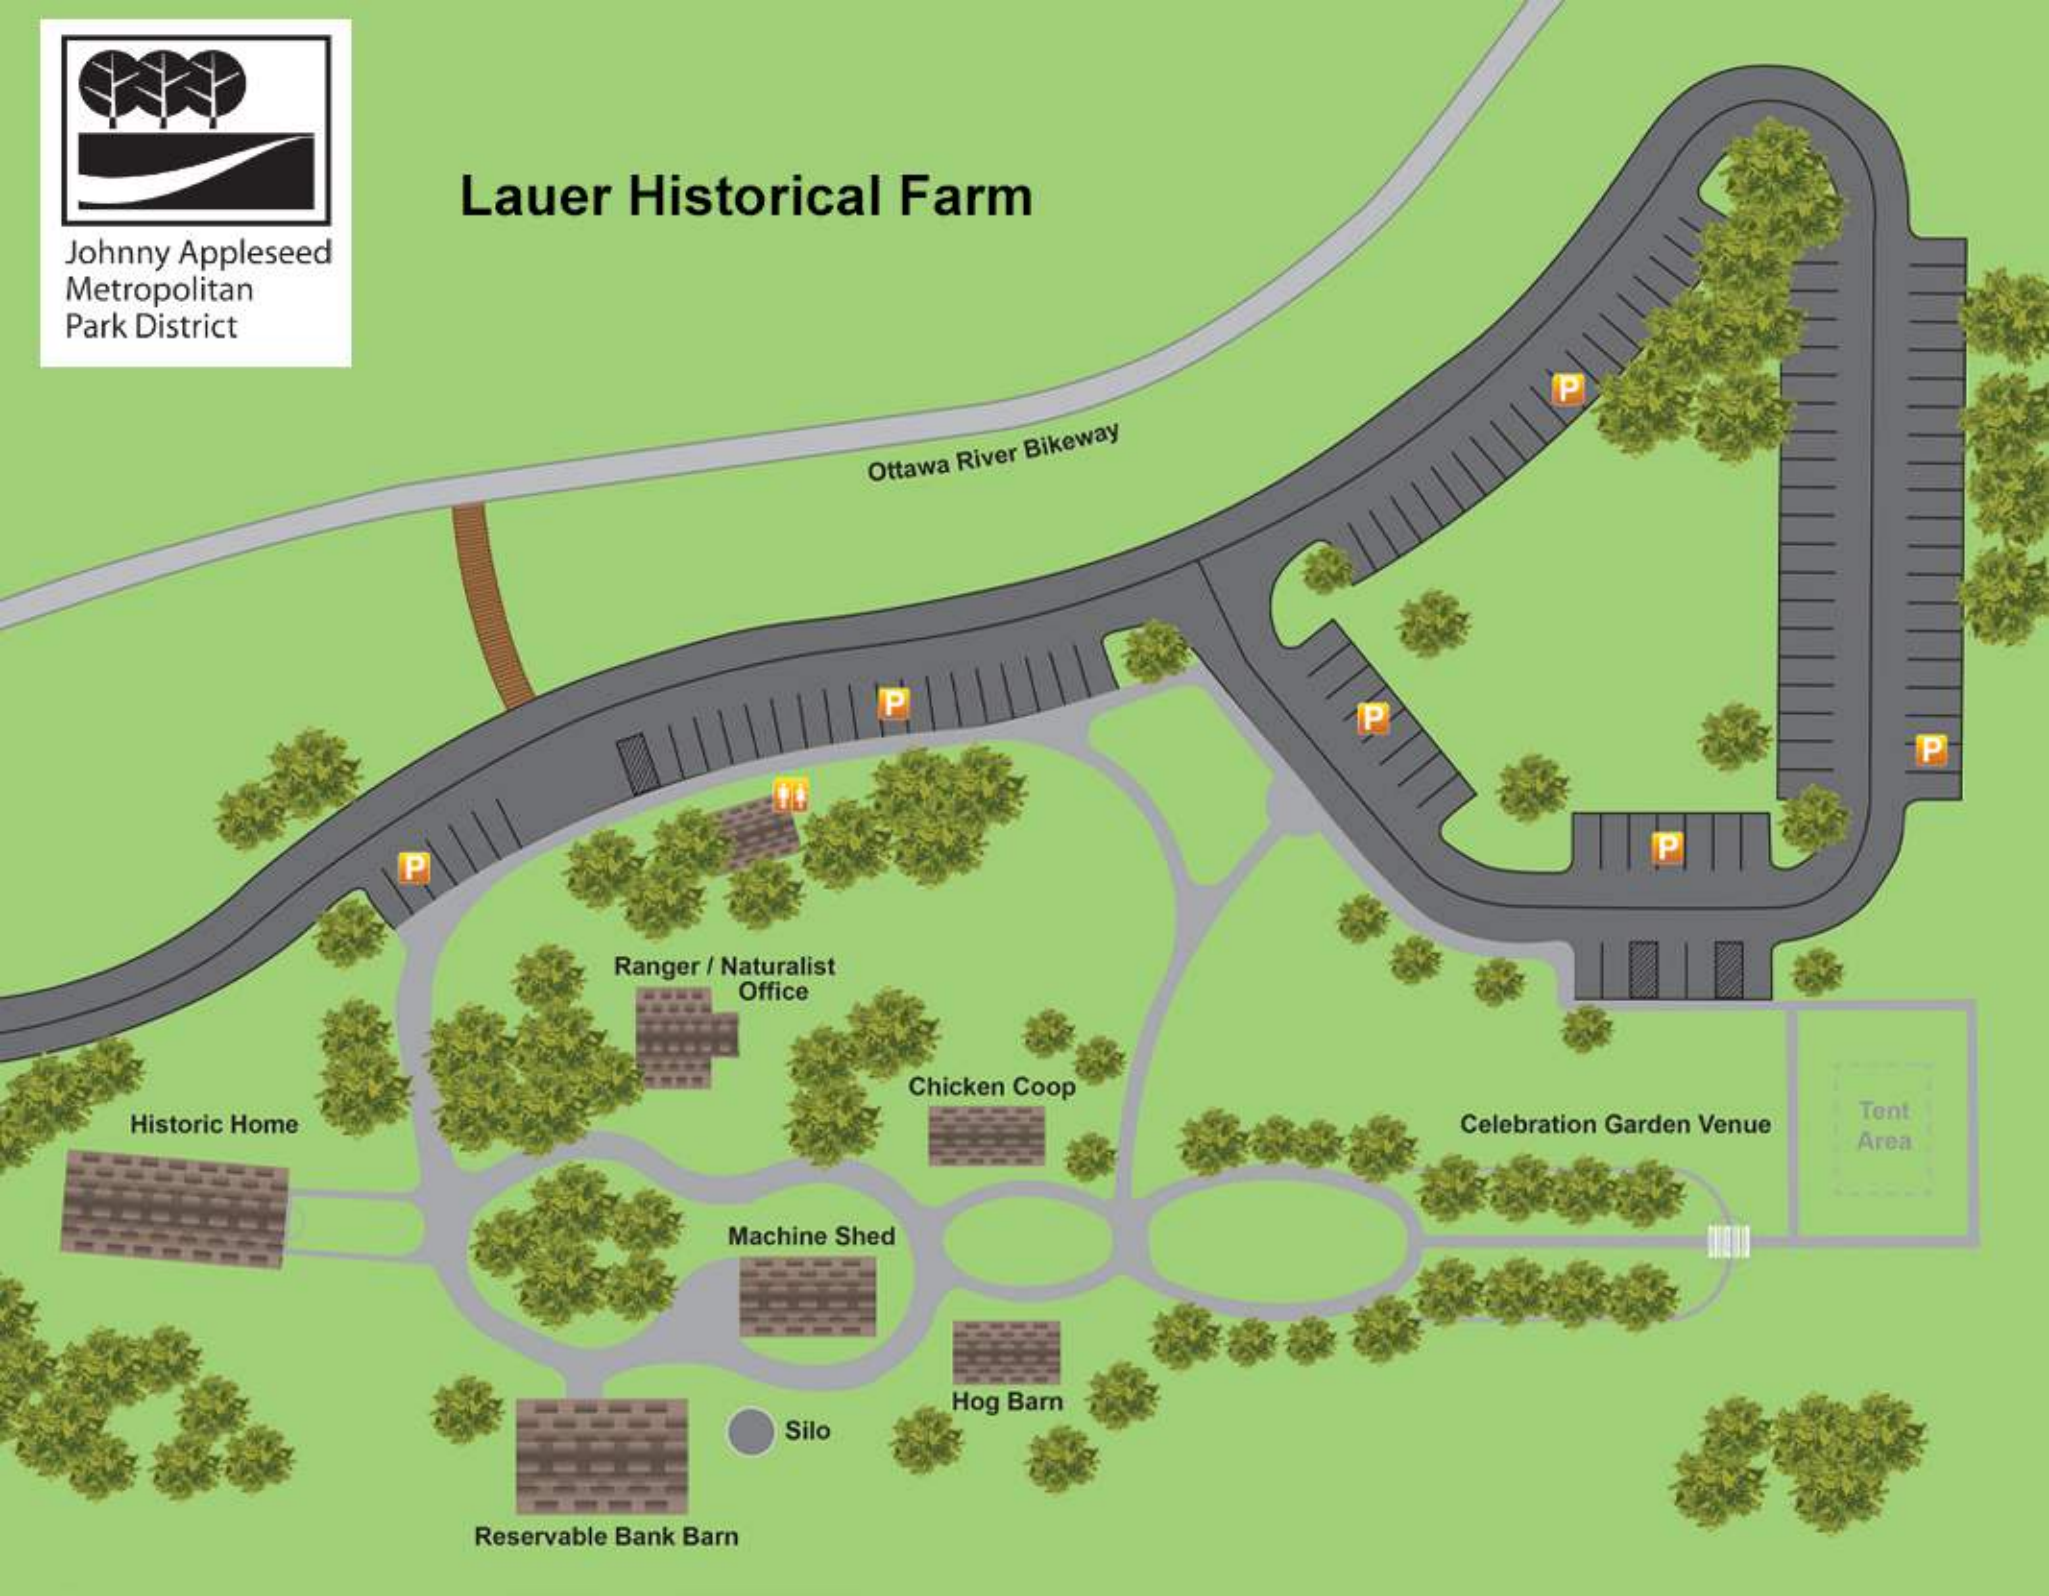 Johnny Appleseed
Metropolitan
Park District
Lauer Historical Farm
Ottawa River Bikeway
P
P
P
P
P
P
Ranger / Naturalist
Office
Chicken Coop
Historic Home
Celebration Garden Venue
Tent
Area
Machine Shed
Hog Barn
Silo
Reservable Bank Barn